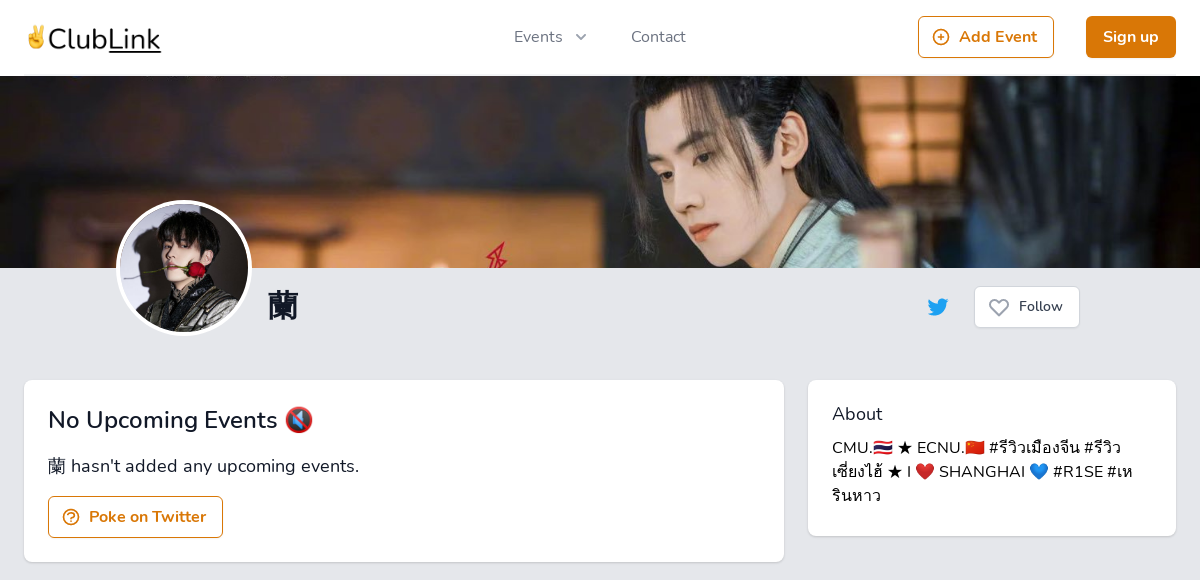 ✌️ClubLink
Events
Contact
Add Event
Sign up
蘭
Follow
No Upcoming Events 🔇
蘭 hasn't added any upcoming events.
Poke on Twitter
About
CMU.🇹🇭 ★ ECNU.🇨🇳 #รีวิวเมืองจีน #รีวิว
เซี่ยงไฮ้ ★ I ❤️ SHANGHAI 💙 #R1SE #เห
รินหาว